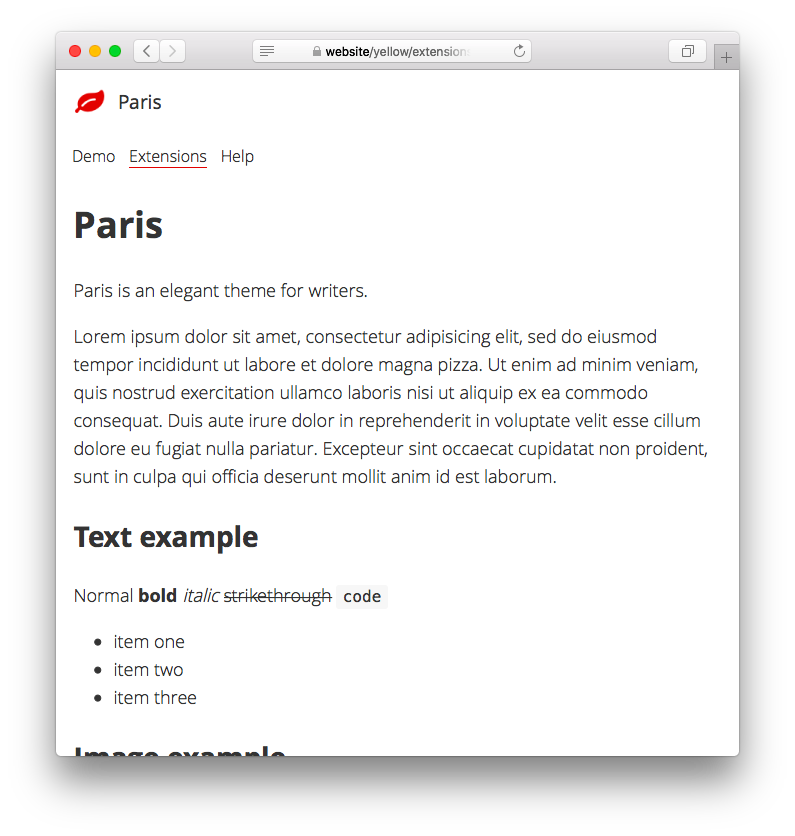 website/yellow/extension
Paris
Demo Extensions Help
Paris
Paris is an elegant theme for writers.
Lorem ipsum dolor sit amet, consectetur adipisicing elit, sed do eiusmod
tempor incididunt ut labore et dolore magna pizza. Ut enim ad minim veniam,
quis nostrud exercitation ullamco laboris nisi ut aliquip ex ea commodo
consequat. Duis aute irure dolor in reprehenderit in voluptate velit esse cillum
dolore eu fugiat nulla pariatur. Excepteur sint occaecat cupidatat non proident,
sunt in culpa qui officia deserunt mollit anim id est laborum.
Text example
Normal bold italic strikethrough code
item one
item two
item three
Image example